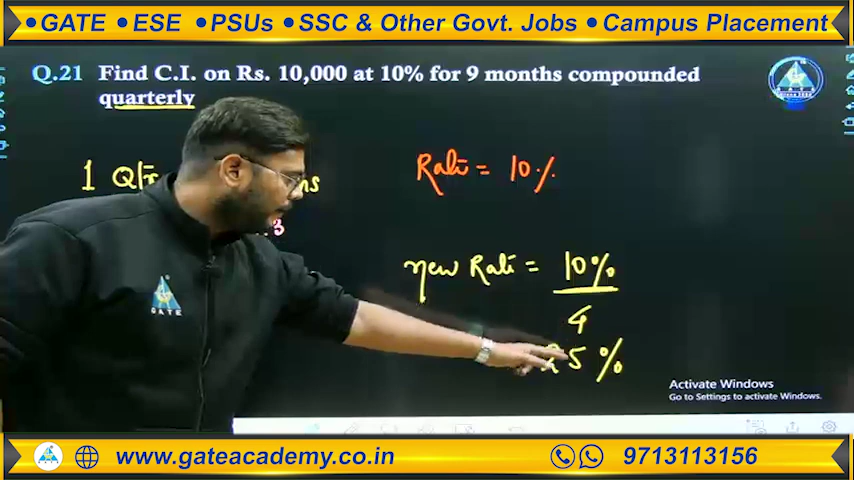 •GATE •ESE •PSUs •SSC & Other Govt. Jobs •Campus Placement
Q.21 Find C.I. on Rs. 10,000 at 10% for 9 months compounded
quarterly
1 Qtr
Rate = 10%
3
new Rate = 10%
4
5 %
GATE
Activate Windows
Go to Settings to activate Windows.
www.gateacademy.co.in 9713113156